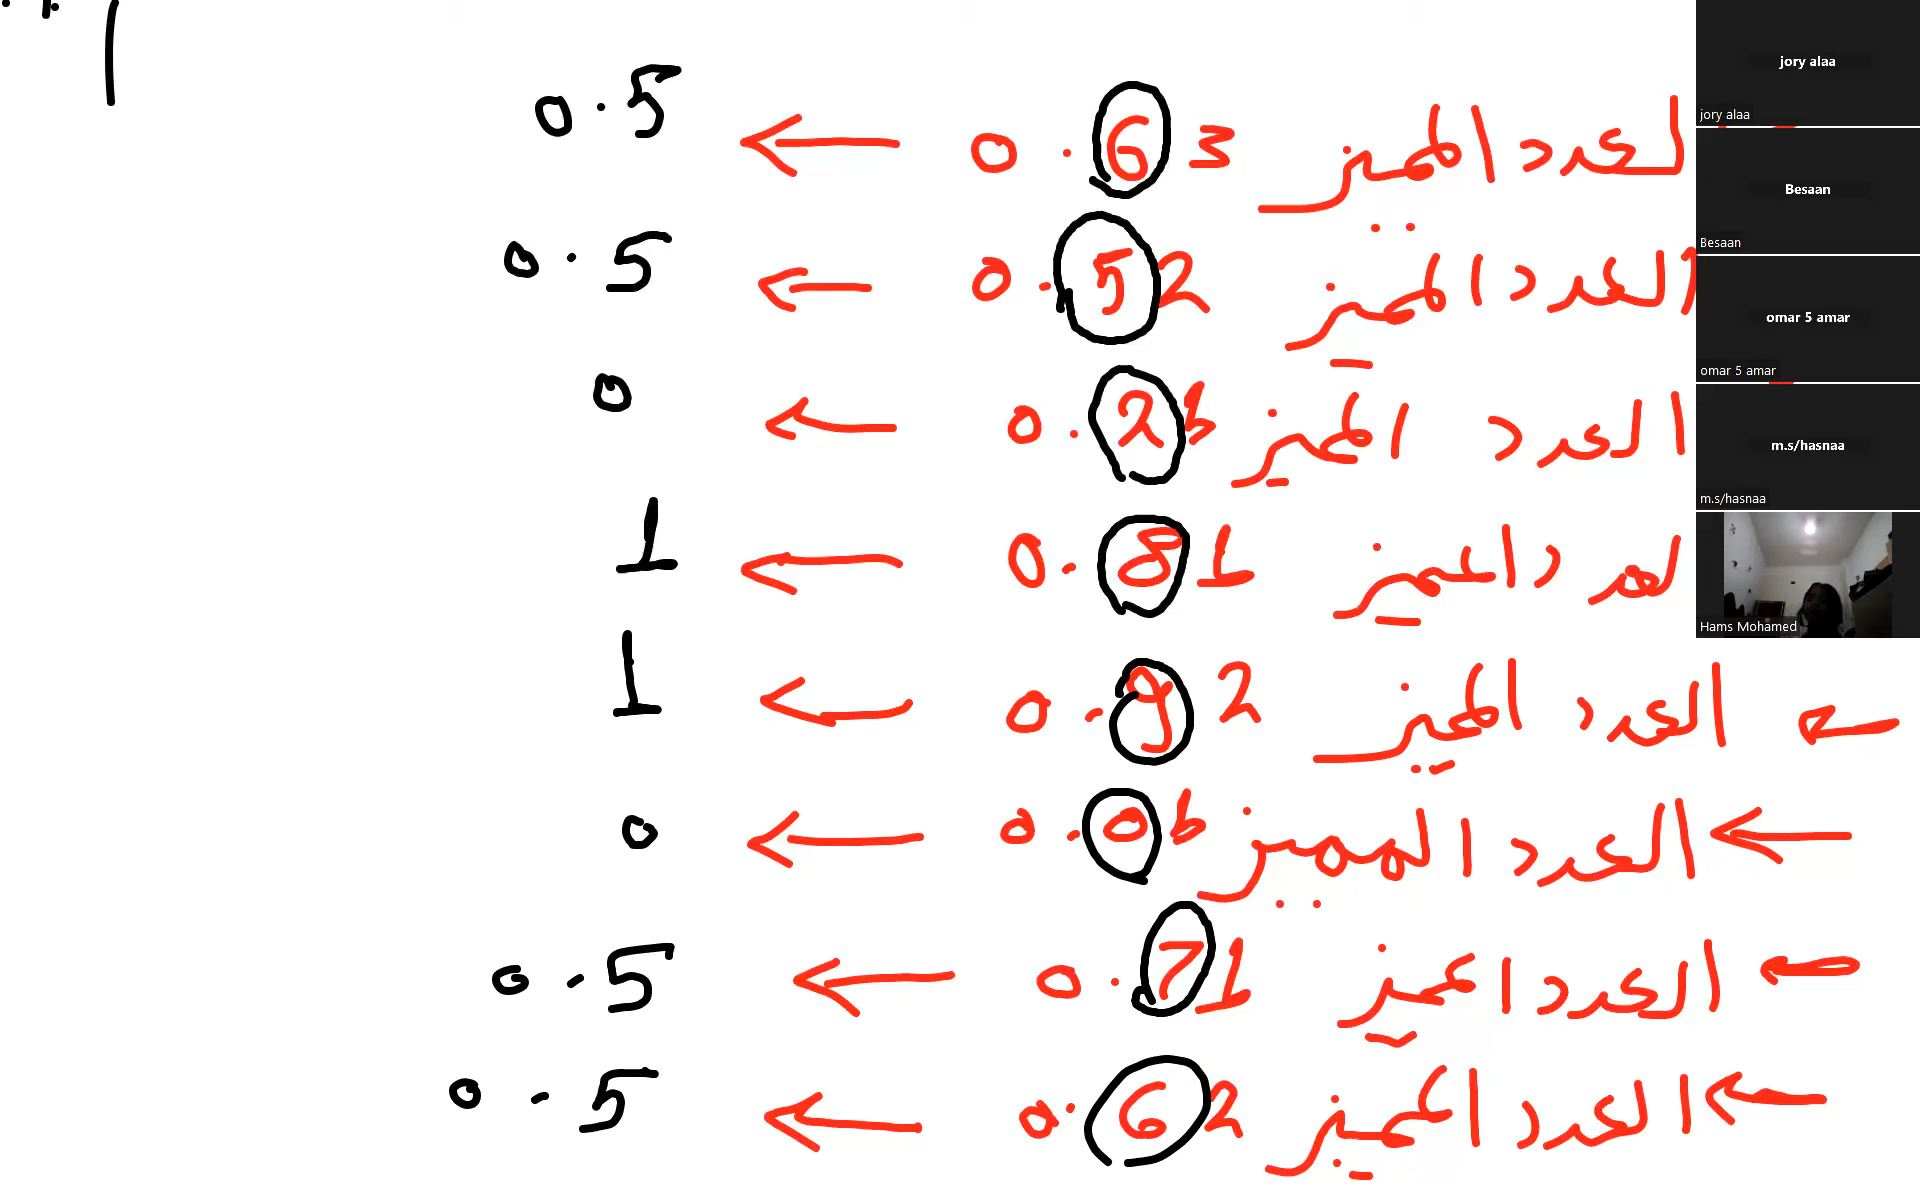 العدد المميز 0.63 ← 0.5
العدد المميز 0.52 ← 0.5
العدد المميز 0.26 ← 0
العدد المميز 0.81 ← 1
← العدد المميز 0.92 ← 1
← العدد المميز 0.06 ← 0
← العدد المميز 0.71 ← 0.5
← العدد المميز 0.62 ← 0.5
jory alaa
jory alaa
Besaan
Besaan
omar 5 amar
omar 5 amar
m.s/hasnaa
m.s/hasnaa
Hams Mohamed